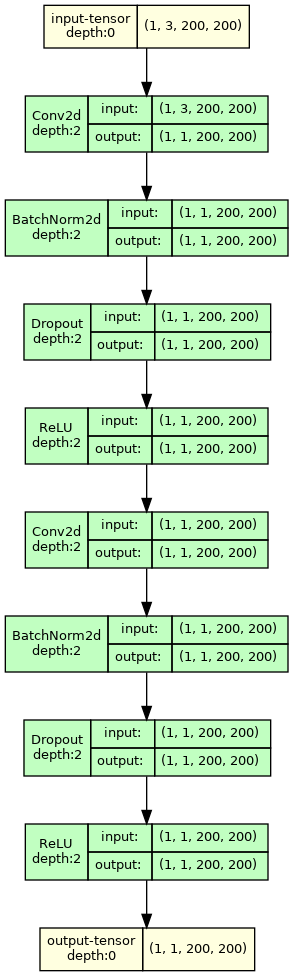 input-tensor
depth:0
(1, 3, 200, 200)
Conv2d
depth:2
input:
(1, 3, 200, 200)
output:
(1, 1, 200, 200)
BatchNorm2d
depth:2
input:
(1, 1, 200, 200)
output:
(1, 1, 200, 200)
Dropout
depth:2
input:
(1, 1, 200, 200)
output:
(1, 1, 200, 200)
ReLU
depth:2
input:
(1, 1, 200, 200)
output:
(1, 1, 200, 200)
Conv2d
depth:2
input:
(1, 1, 200, 200)
output:
(1, 1, 200, 200)
BatchNorm2d
depth:2
input:
(1, 1, 200, 200)
output:
(1, 1, 200, 200)
Dropout
depth:2
input:
(1, 1, 200, 200)
output:
(1, 1, 200, 200)
ReLU
depth:2
input:
(1, 1, 200, 200)
output:
(1, 1, 200, 200)
output-tensor
depth:0
(1, 1, 200, 200)